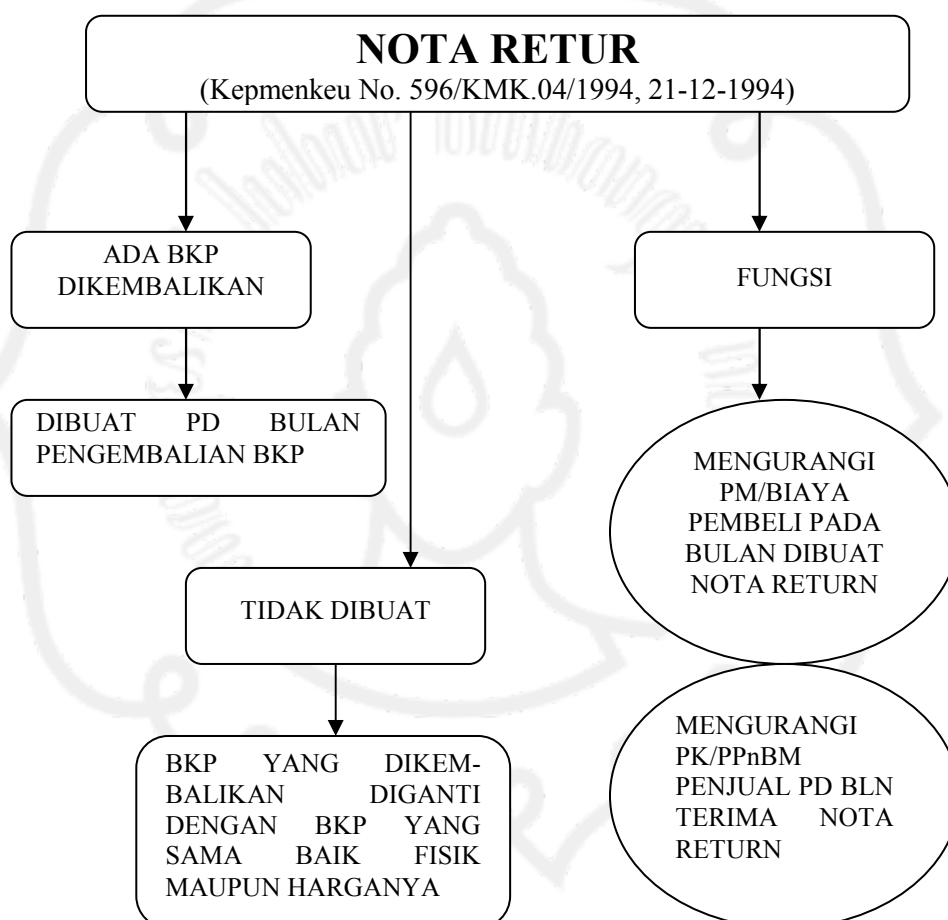 NOTA RETUR
(Kepmenkeu No. 596/KMK.04/1994, 21-12-1994)
ADA BKP
DIKEMBALIKAN
DIBUAT PD BULAN
PENGEMBALIAN BKP
TIDAK DIBUAT
BKP YANG DIKEM-
BALIKAN DIGANTI
DENGAN BKP YANG
SAMA BAIK FISIK
MAUPUN HARGANYA
FUNGSI
MENGURANGI
PM/BIAYA
PEMBELI PADA
BULAN DIBUAT
NOTA RETURN
MENGURANGI
PK/PPnBM
PENJUAL PD BLN
TERIMA NOTA
RETURN